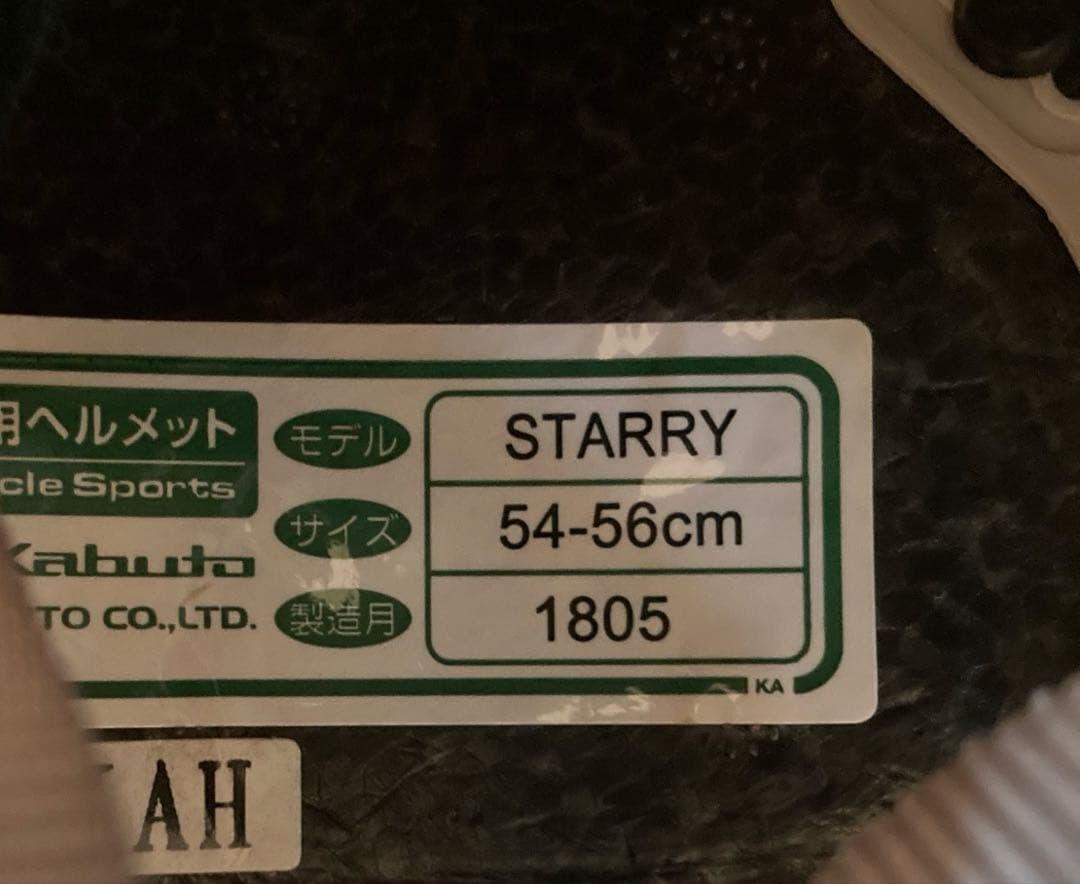 用ヘルメット
cle Sports
Kabuto
TO CO.,LTD.
モデル STARRY
サイズ 54-56cm
製造月 1805
KA
AH